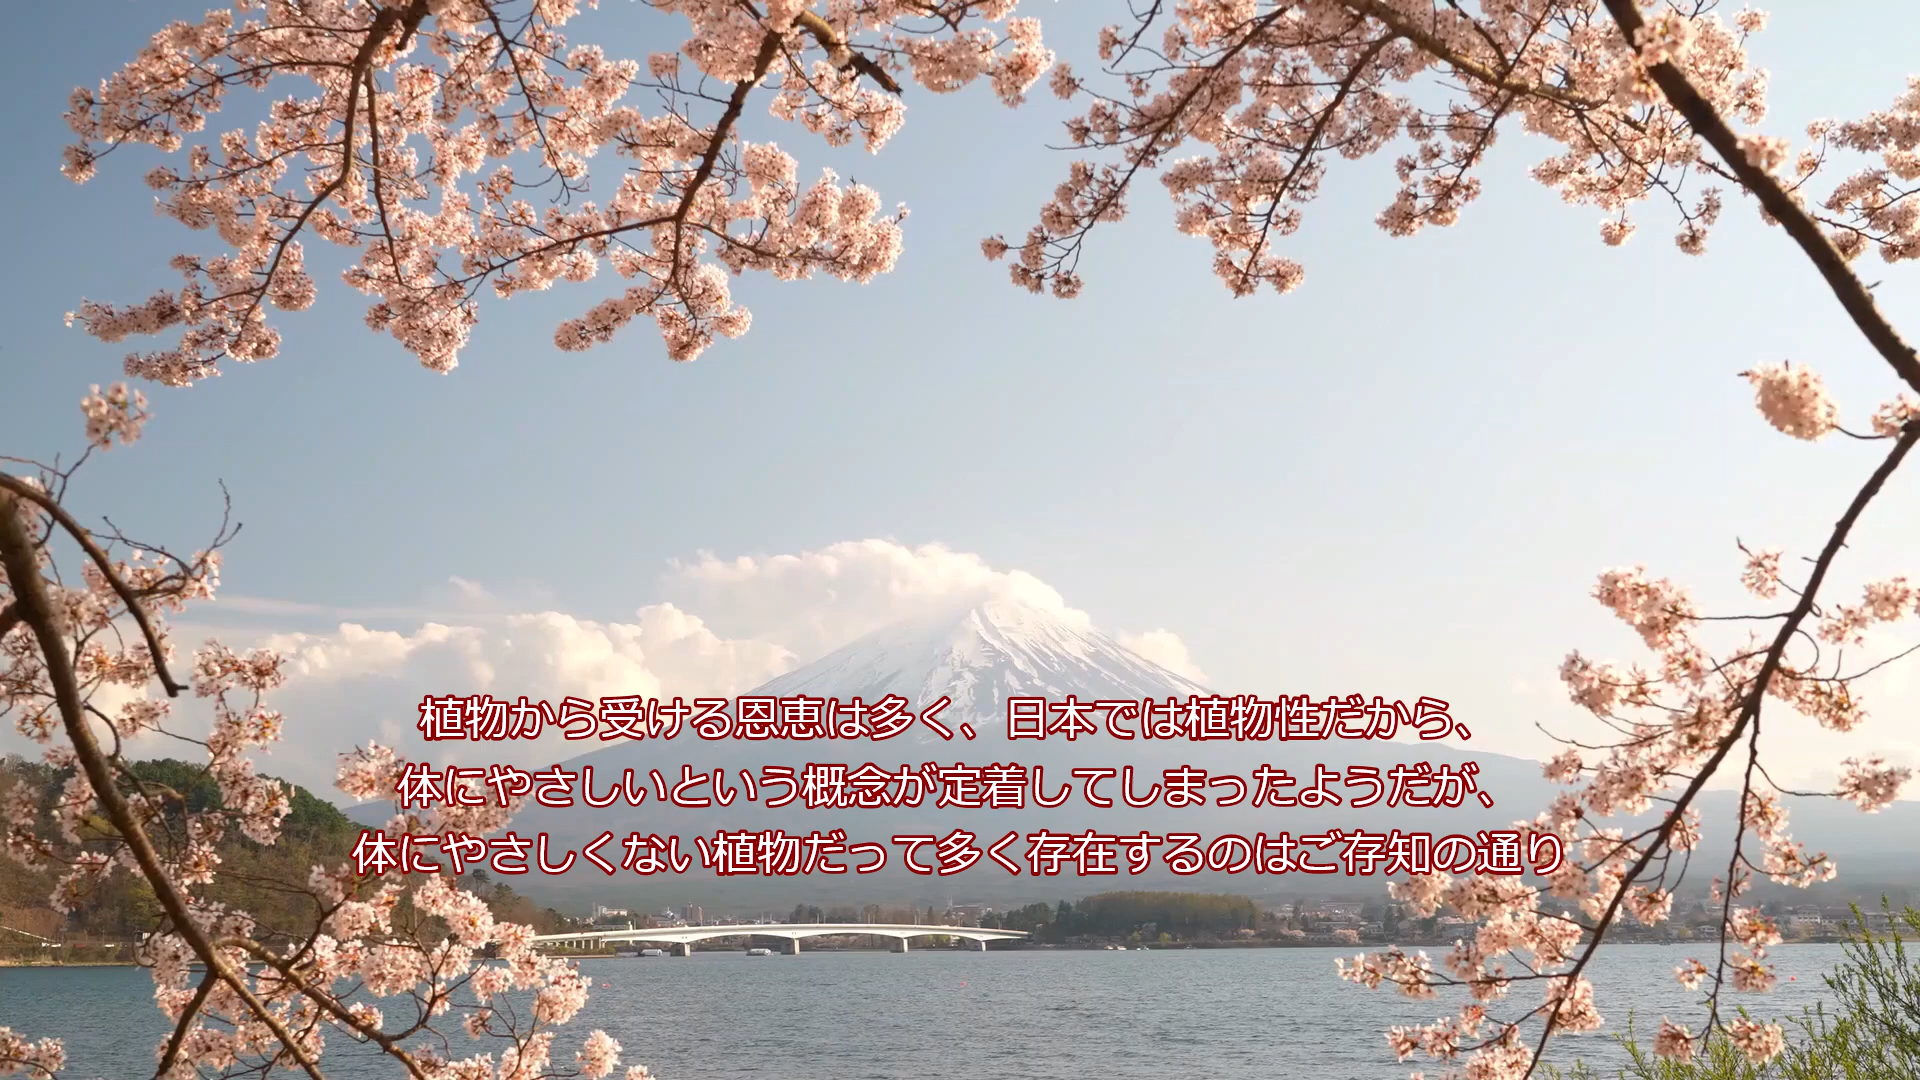 植物から受ける恩恵は多く、日本では植物性だから、
体にやさしいという概念が定着してしまったようだが、
体にやさしくない植物だって多く存在するのはご存知の通り